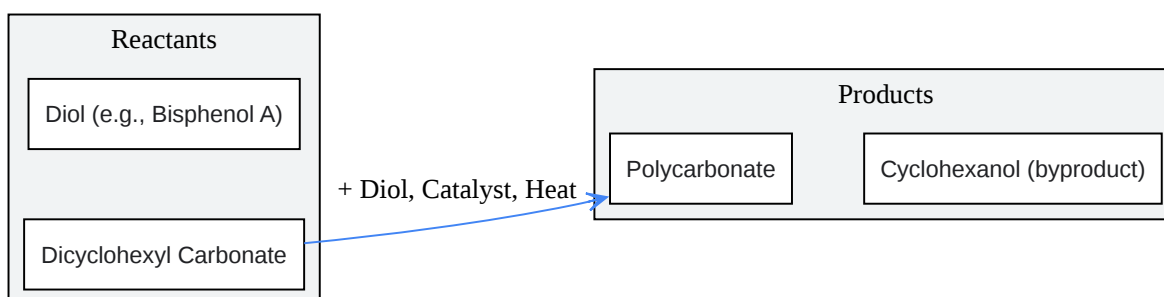 Reactants
Diol (e.g., Bisphenol A)
Dicyclohexyl Carbonate
+ Diol, Catalyst, Heat
Products
Polycarbonate
Cyclohexanol (byproduct)